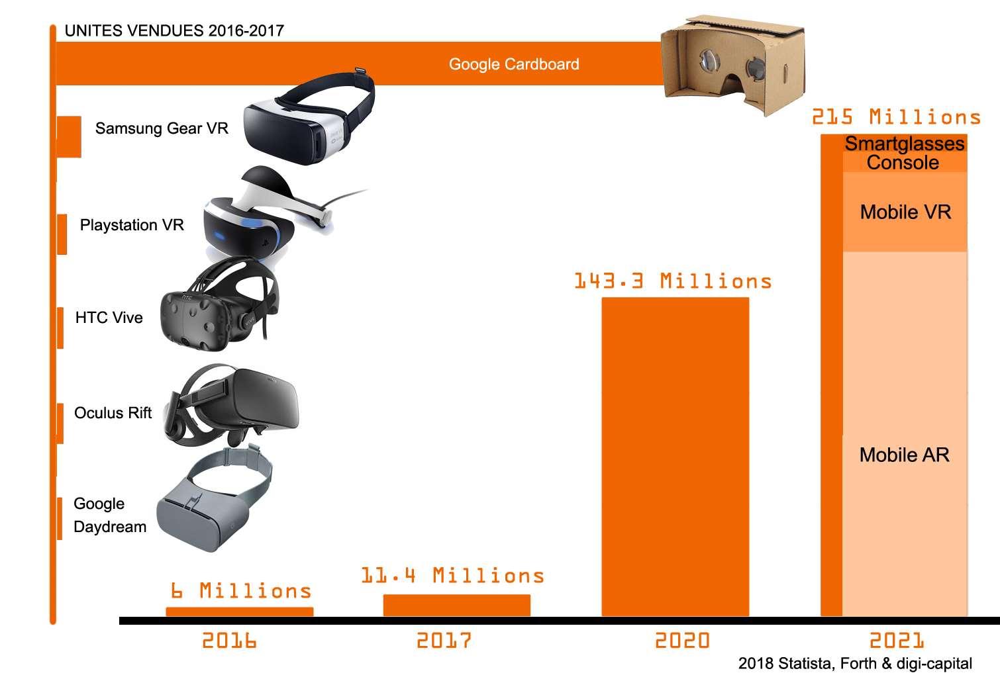 UNITES VENDUES 2016-2017
Google Cardboard
Samsung Gear VR
Playstation VR
HTC Vive
hTC
VIVE
Oculus Rift
Google
Daydream
6 Millions
11.4 Millions
143.3 Millions
215 Millions
Smartglasses
Console
Mobile VR
Mobile AR
2016
2017
2020
2021
2018 Statista, Forth & digi-capital